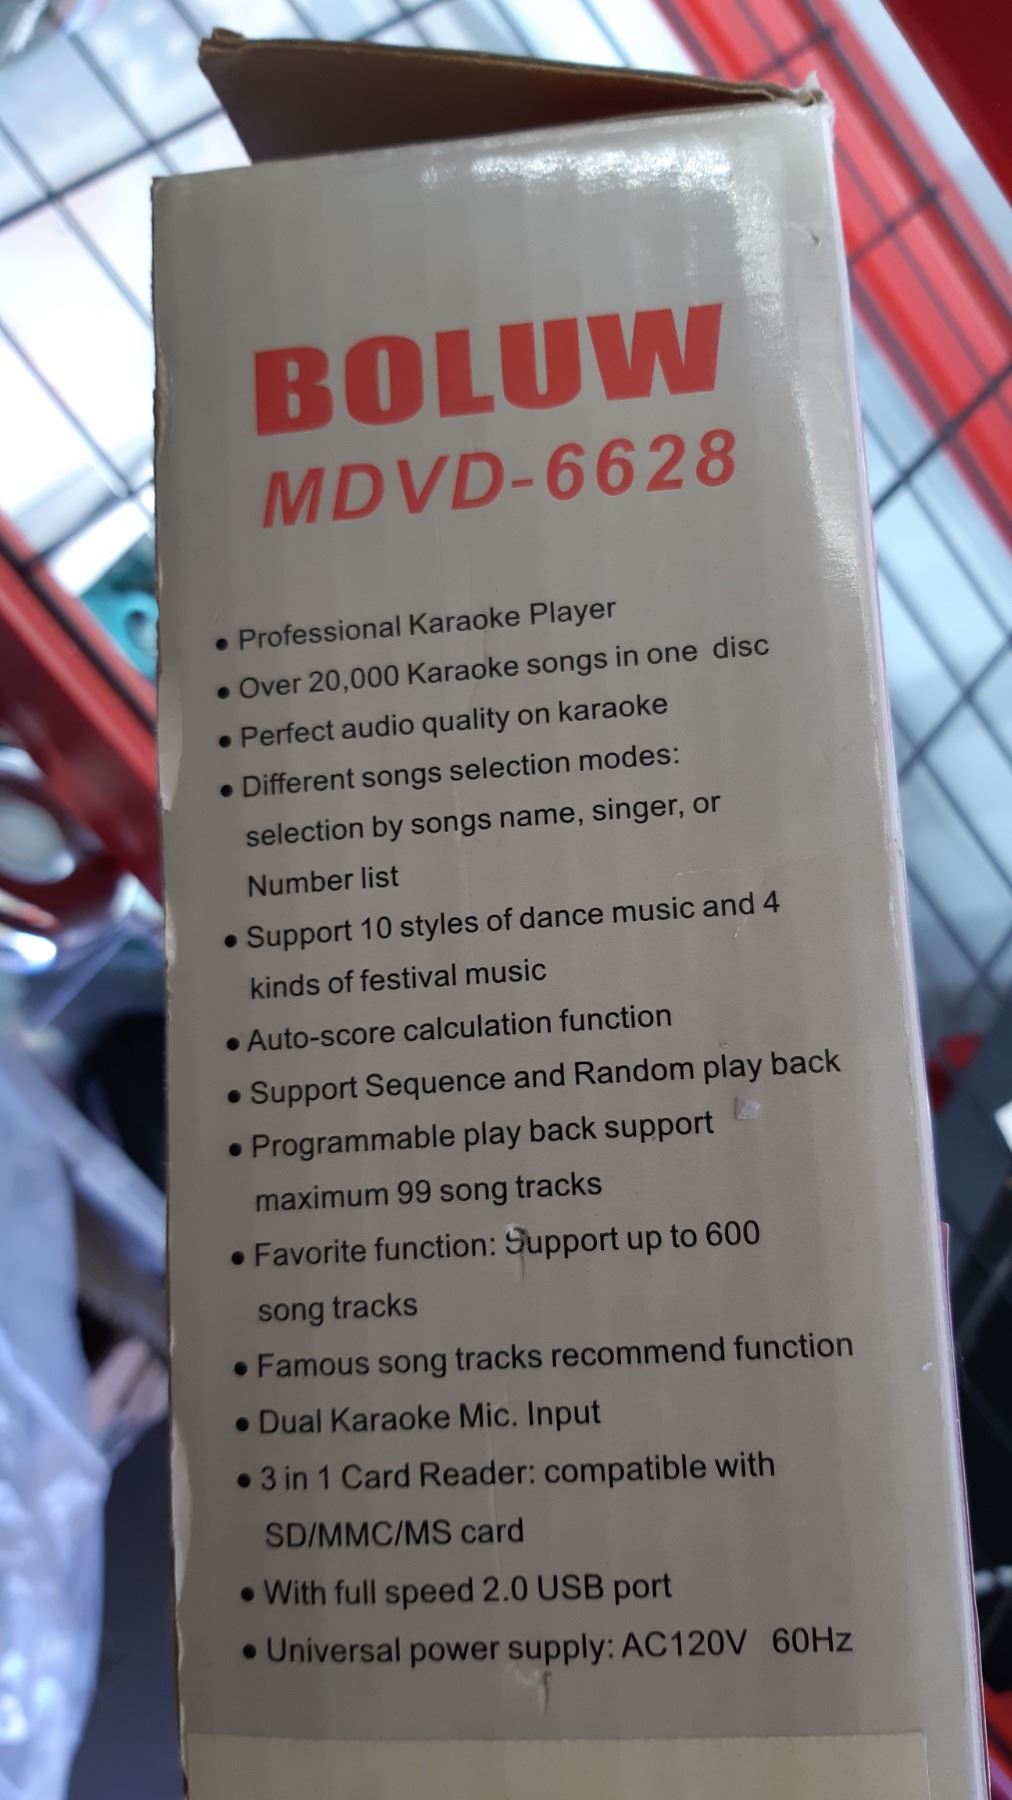 BOLUW
MDVD-6628
• Professional Karaoke Player
• Over 20,000 Karaoke songs in one disc
• Perfect audio quality on karaoke
• Different songs selection modes:
selection by songs name, singer, or
Number list
• Support 10 styles of dance music and 4
kinds of festival music
• Auto-score calculation function
• Support Sequence and Random play back
• Programmable play back support
maximum 99 song tracks
• Favorite function: Support up to 600
song tracks
• Famous song tracks recommend function
• Dual Karaoke Mic. Input
• 3 in 1 Card Reader: compatible with
SD/MMC/MS card
• With full speed 2.0 USB port
• Universal power supply: AC120V 60Hz